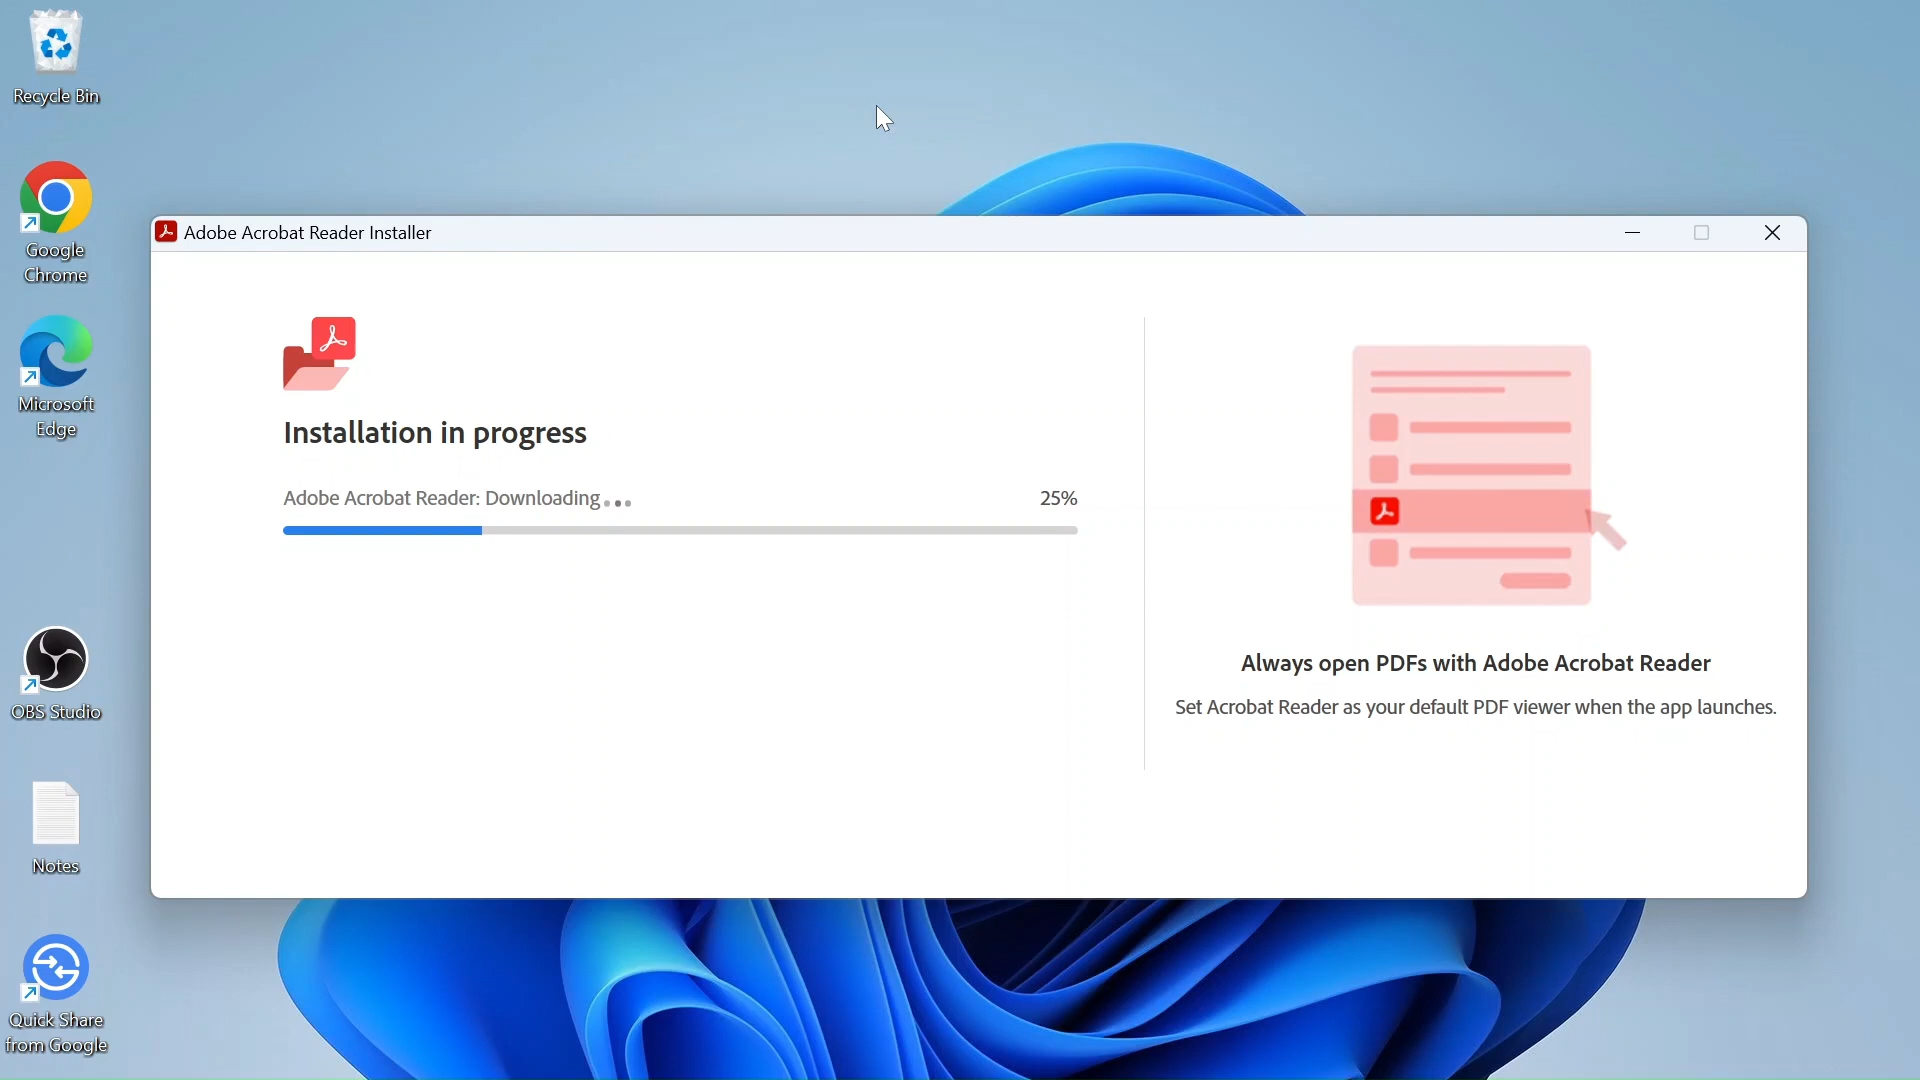 Recycle Bin
Google
Chrome
Microsoft
Edge
OBS Studio
Notes
Quick Share
from Google
Adobe Acrobat Reader Installer
Installation in progress
Adobe Acrobat Reader: Downloading... 25%
Always open PDFs with Adobe Acrobat Reader
Set Acrobat Reader as your default PDF viewer when the app launches.